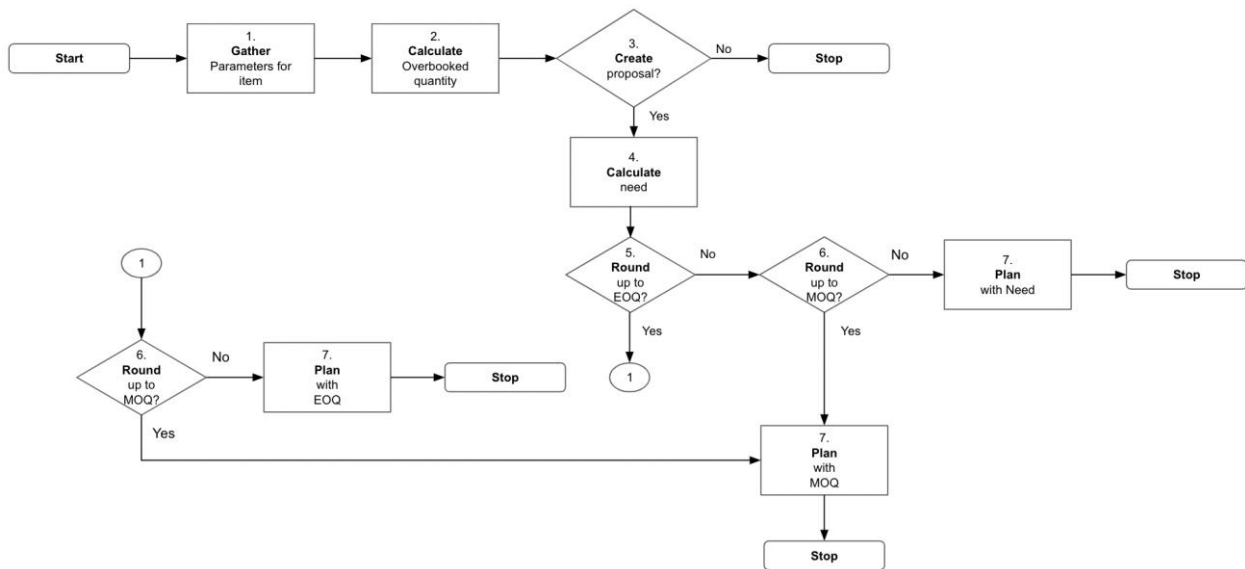 Start
1.
Gather
Parameters for
item
2.
Calculate
Overbooked
quantity
3.
Create
proposal?
No
Stop
Yes
4.
Calculate
need
5.
Round
up to
EOQ?
No
6.
Round
up to
MOQ?
No
7.
Plan
with Need
Stop
Yes
1
Yes
1
6.
Round
up to
MOQ?
No
7.
Plan
with
EOQ
Stop
Yes
7.
Plan
with
MOQ
Stop